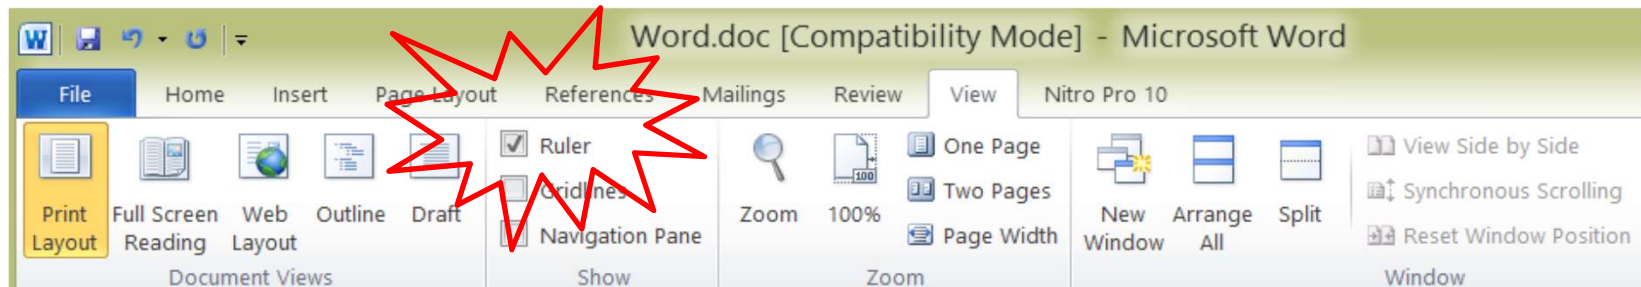 W
Word.doc [Compatibility Mode] - Microsoft Word
File Home Insert Page Layout References Mailings Review View Nitro Pro 10
Print Layout
Full Screen Reading
Web Layout
Outline
Draft
Document Views
Ruler
Gridlines
Navigation Pane
Show
Zoom
100
100%
One Page
Two Pages
Page Width
Zoom
New Window
Arrange All
Split
View Side by Side
Synchronous Scrolling
Reset Window Position
Window